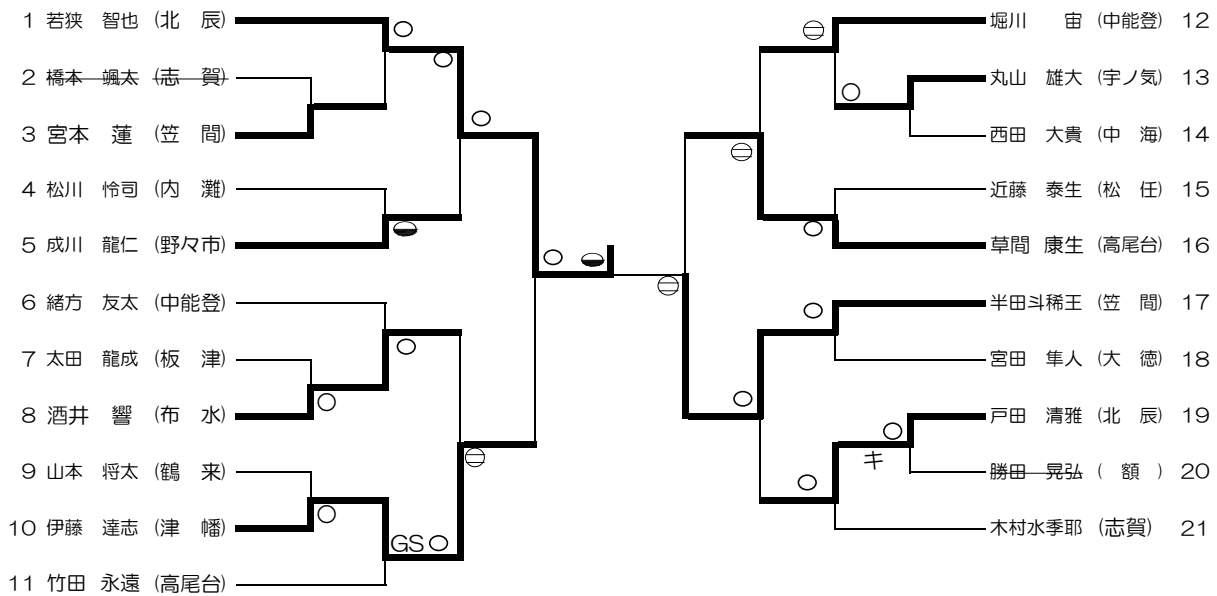 1 若狭 智也 (北 辰)
2 橋本 颯太 (志 賀)
3 宮本 蓮 (笠 間)
4 松川 怜司 (内 灘)
5 成川 龍仁 (野々市)
6 緒方 友太 (中能登)
7 太田 龍成 (板 津)
8 酒井 響 (布 水)
9 山本 将太 (鶴 来)
10 伊藤 達志 (津 幡)
11 竹田 永遠 (高尾台)
GS
堀川 宙 (中能登) 12
丸山 雄大 (宇ノ気) 13
西田 大貴 (中 海) 14
近藤 泰生 (松 任) 15
草間 康生 (高尾台) 16
半田斗稀王 (笠 間) 17
宮田 隼人 (大 徳) 18
戸田 清雅 (北 辰) 19
キ
勝田 晃弘 ( 額 ) 20
木村水季耶 (志賀) 21